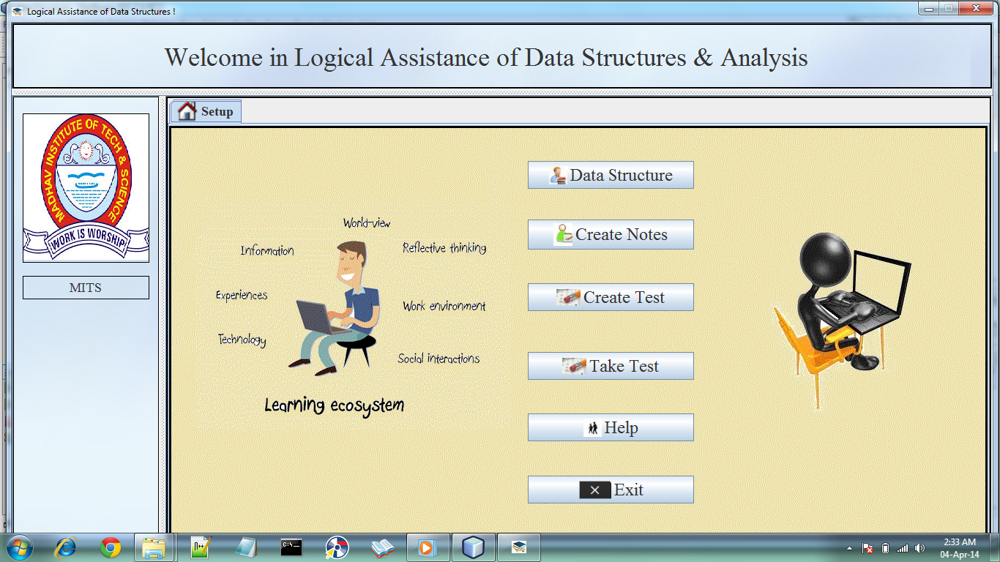 Logical Assistance of Data Structures !
Welcome in Logical Assistance of Data Structures & Analysis
MADHAV INSTITUTE OF TECH & SCIENCE
WORK IS WORSHIP
MITS
Setup
World-view
Information
Reflective thinking
Experiences
Work environment
Technology
Social interactions
Learning ecosystem
Data Structure
Create Notes
Create Test
Take Test
Help
Exit
C:\_
2:33 AM
04-Apr-14